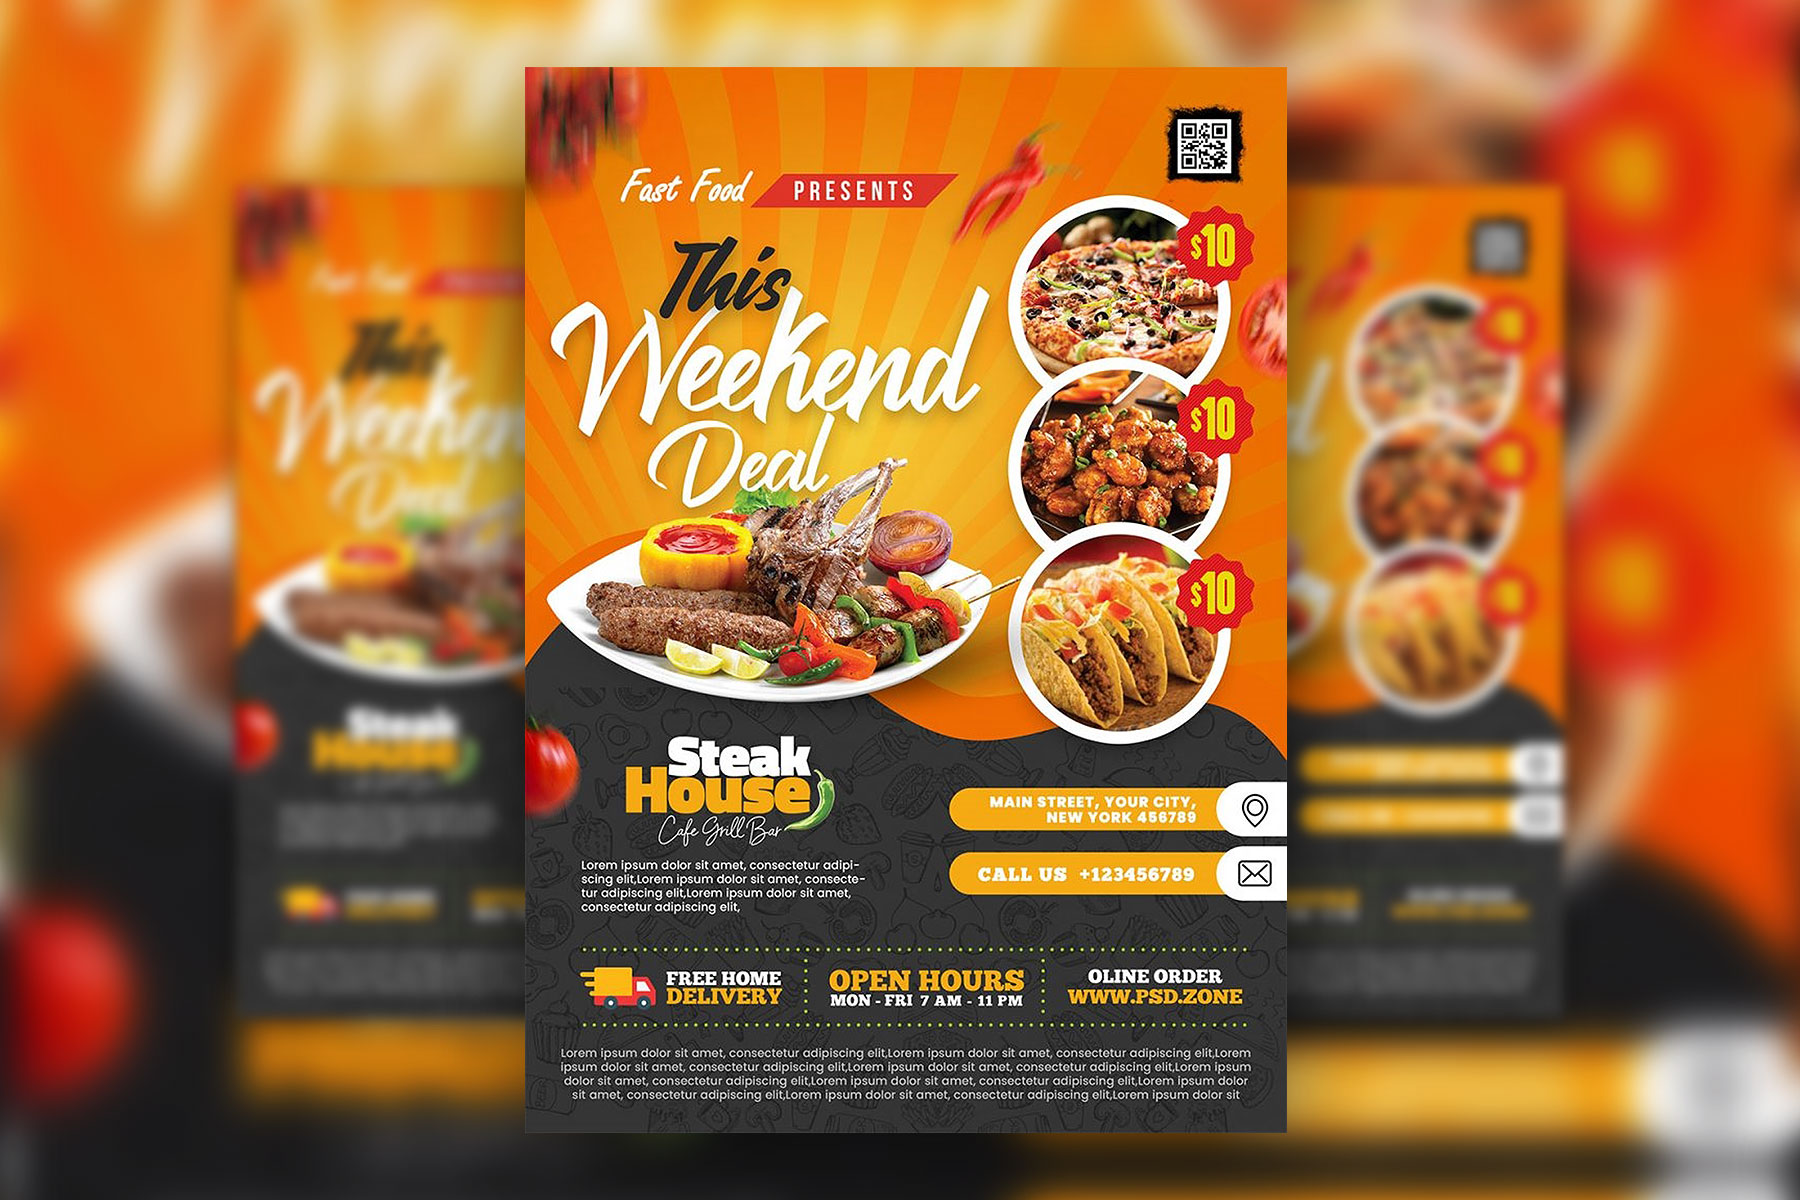 Fast Food PRESENTS
This
Weekend
Deal
$10
$10
$10
Steak
House
Cafe Grill Bar
Lorem ipsum dolor sit amet, consectetur adipi-
scing elit,Lorem ipsum dolor sit amet, consecte-
tur adipiscing elit,Lorem ipsum dolor sit amet,
consectetur adipiscing elit,
MAIN STREET, YOUR CITY,
NEW YORK 456789
CALL US +123456789
FREE HOME
DELIVERY
OPEN HOURS
MON - FRI 7 AM - 11 PM
OLINE ORDER
WWW.PSD.ZONE
Lorem ipsum dolor sit amet, consectetur adipiscing elit,Lorem ipsum dolor sit amet, consectetur adipiscing elit,Lorem
ipsum dolor sit amet, consectetur adipiscing elit,Lorem ipsum dolor sit amet, consectetur adipiscing elit,Lorem ipsum
dolor sit amet, consectetur adipiscing elit,Lorem ipsum dolor sit amet, consectetur adipiscing elit,Lorem ipsum dolor
sit amet, consectetur adipiscing elit,Lorem ipsum dolor sit amet, consectetur adipiscing elit,Lorem ipsum dolor sit